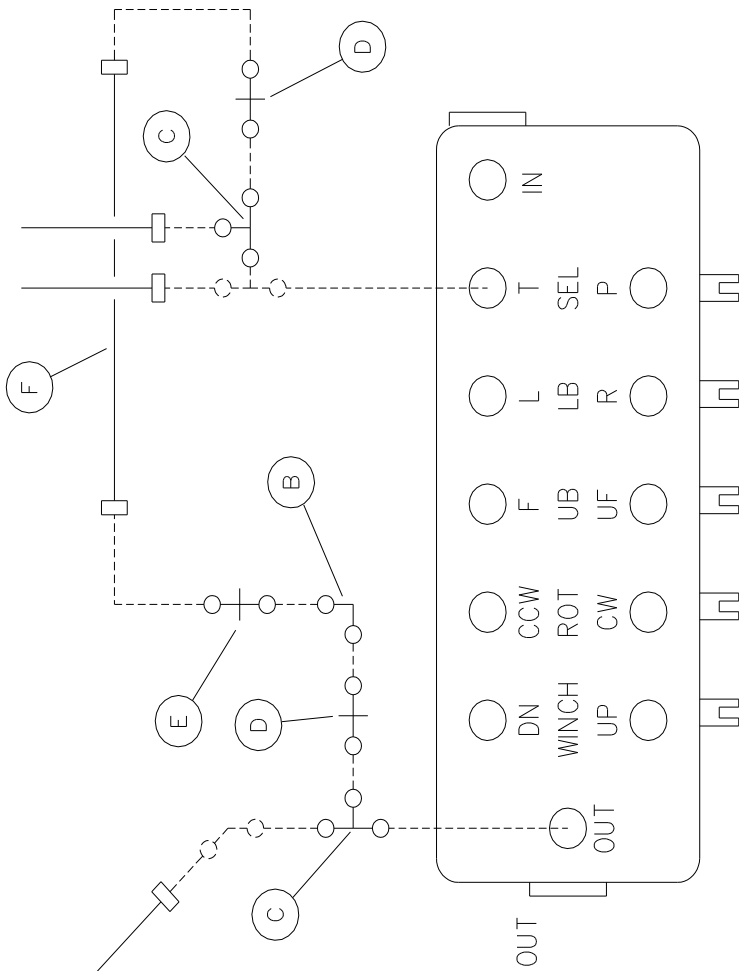 F
E C
D
C
B
D
OUT DN CCW F L T IN
WINCH ROT UB LB SEL
OUT UP CW UF R P